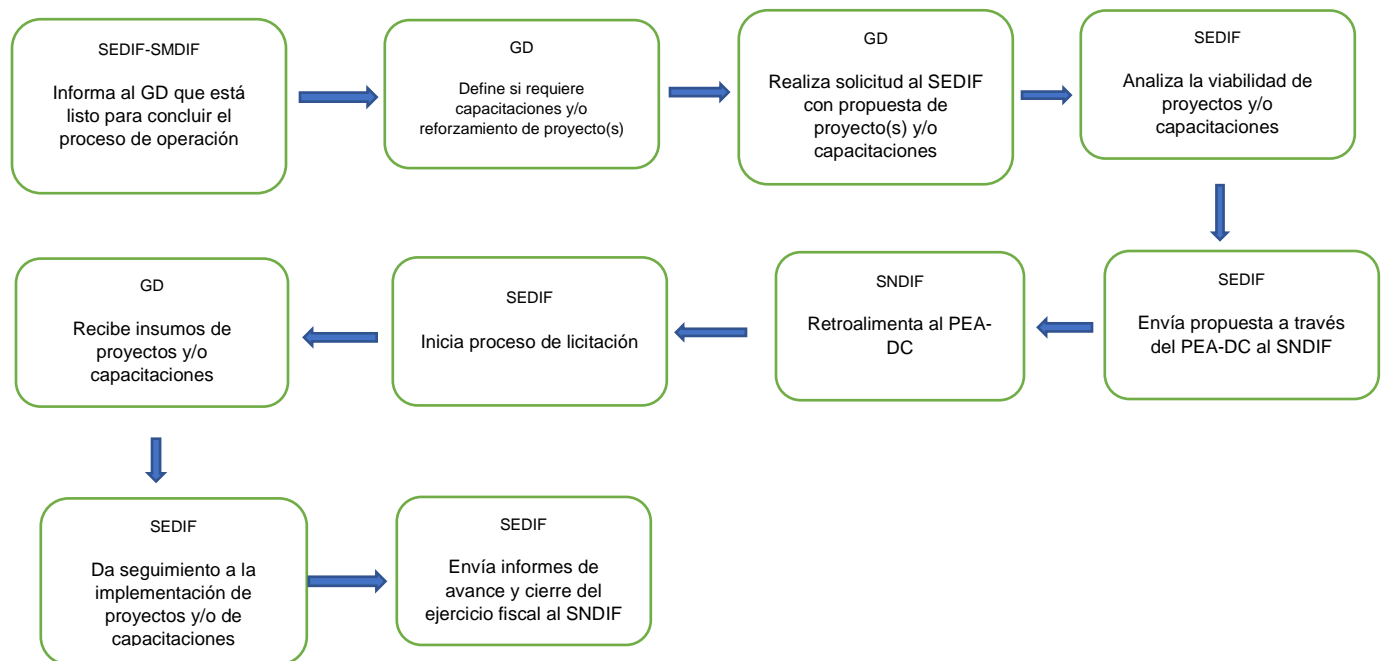 SEDIF-SMDIF
Informa al GD que está
listo para concluir el
proceso de operación
GD
Define si requiere
capacitaciones y/o
reforzamiento de proyecto(s)
GD
Realiza solicitud al SEDIF
con propuesta de
proyecto(s) y/o
capacitaciones
SEDIF
Analiza la viabilidad de
proyectos y/o
capacitaciones
SEDIF
Envía propuesta a través
del PEA-DC al SNDIF
SNDIF
Retroalimenta al PEA-
DC
SEDIF
Inicia proceso de licitación
GD
Recibe insumos de
proyectos y/o
capacitaciones
SEDIF
Da seguimiento a la
implementación de
proyectos y/o de
capacitaciones
SEDIF
Envía informes de
avance y cierre del
ejercicio fiscal al SNDIF